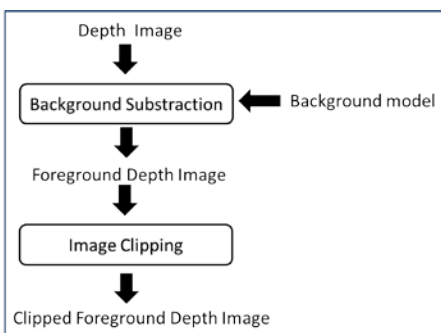 Depth Image
Background Substraction
Background model
Foreground Depth Image
Image Clipping
Clipped Foreground Depth Image